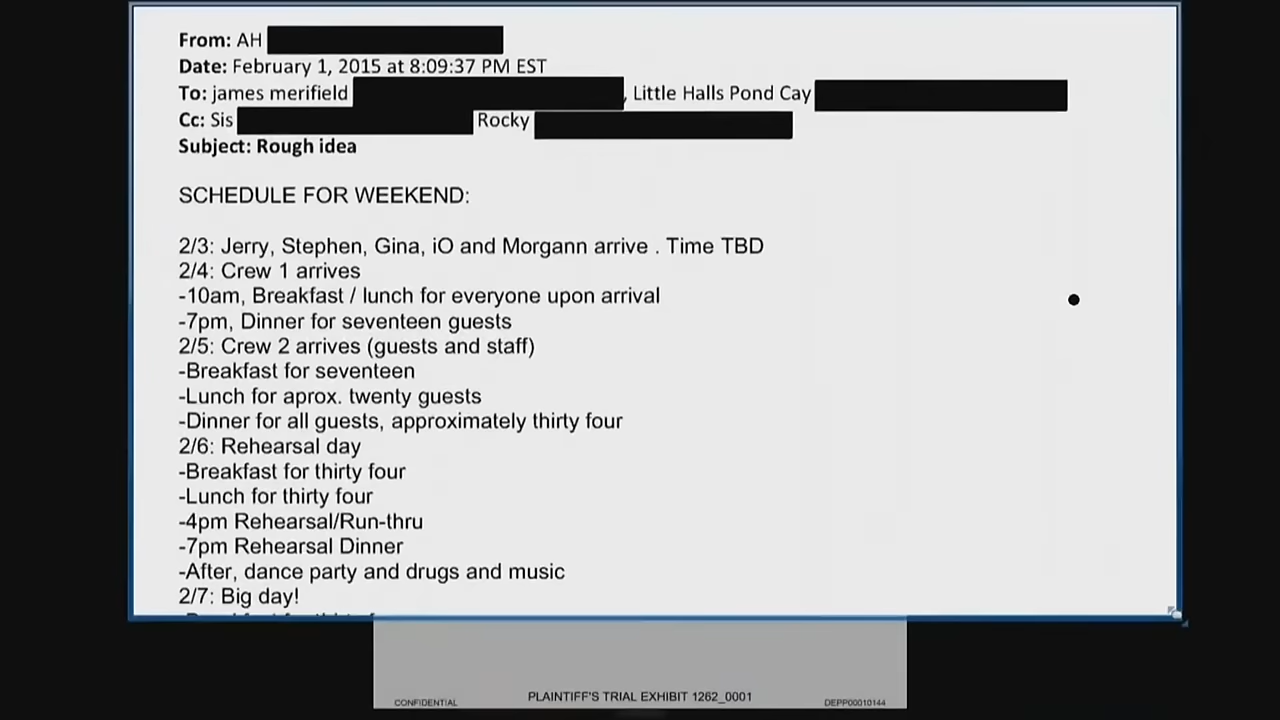 From: AH
Date: February 1, 2015 at 8:09:37 PM EST
To: james merifield , Little Halls Pond Cay
Cc: Sis Rocky
Subject: Rough idea
SCHEDULE FOR WEEKEND:
2/3: Jerry, Stephen, Gina, iO and Morgann arrive . Time TBD
2/4: Crew 1 arrives
-10am, Breakfast / lunch for everyone upon arrival
-7pm, Dinner for seventeen guests
2/5: Crew 2 arrives (guests and staff)
-Breakfast for seventeen
-Lunch for aprox. twenty guests
-Dinner for all guests, approximately thirty four
2/6: Rehearsal day
-Breakfast for thirty four
-Lunch for thirty four
-4pm Rehearsal/Run-thru
-7pm Rehearsal Dinner
-After, dance party and drugs and music
2/7: Big day!
CONFIDENTIAL
PLAINTIFF'S TRIAL EXHIBIT 1262_0001
DEPP00010144